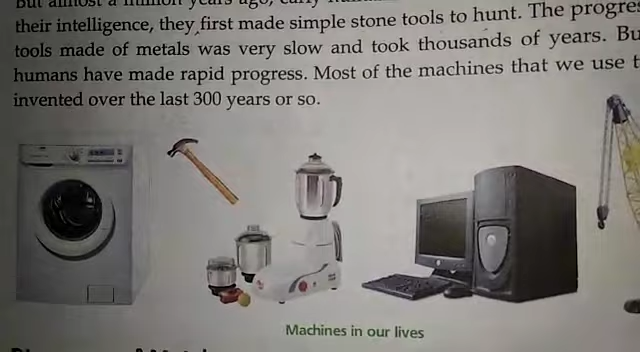 their intelligence, they first made simple stone tools to hunt. The
tools made of metals was very slow and took thousands of years.
humans have made rapid progress. Most of the machines that we use
invented over the last 300 years or so.
Machines in our lives